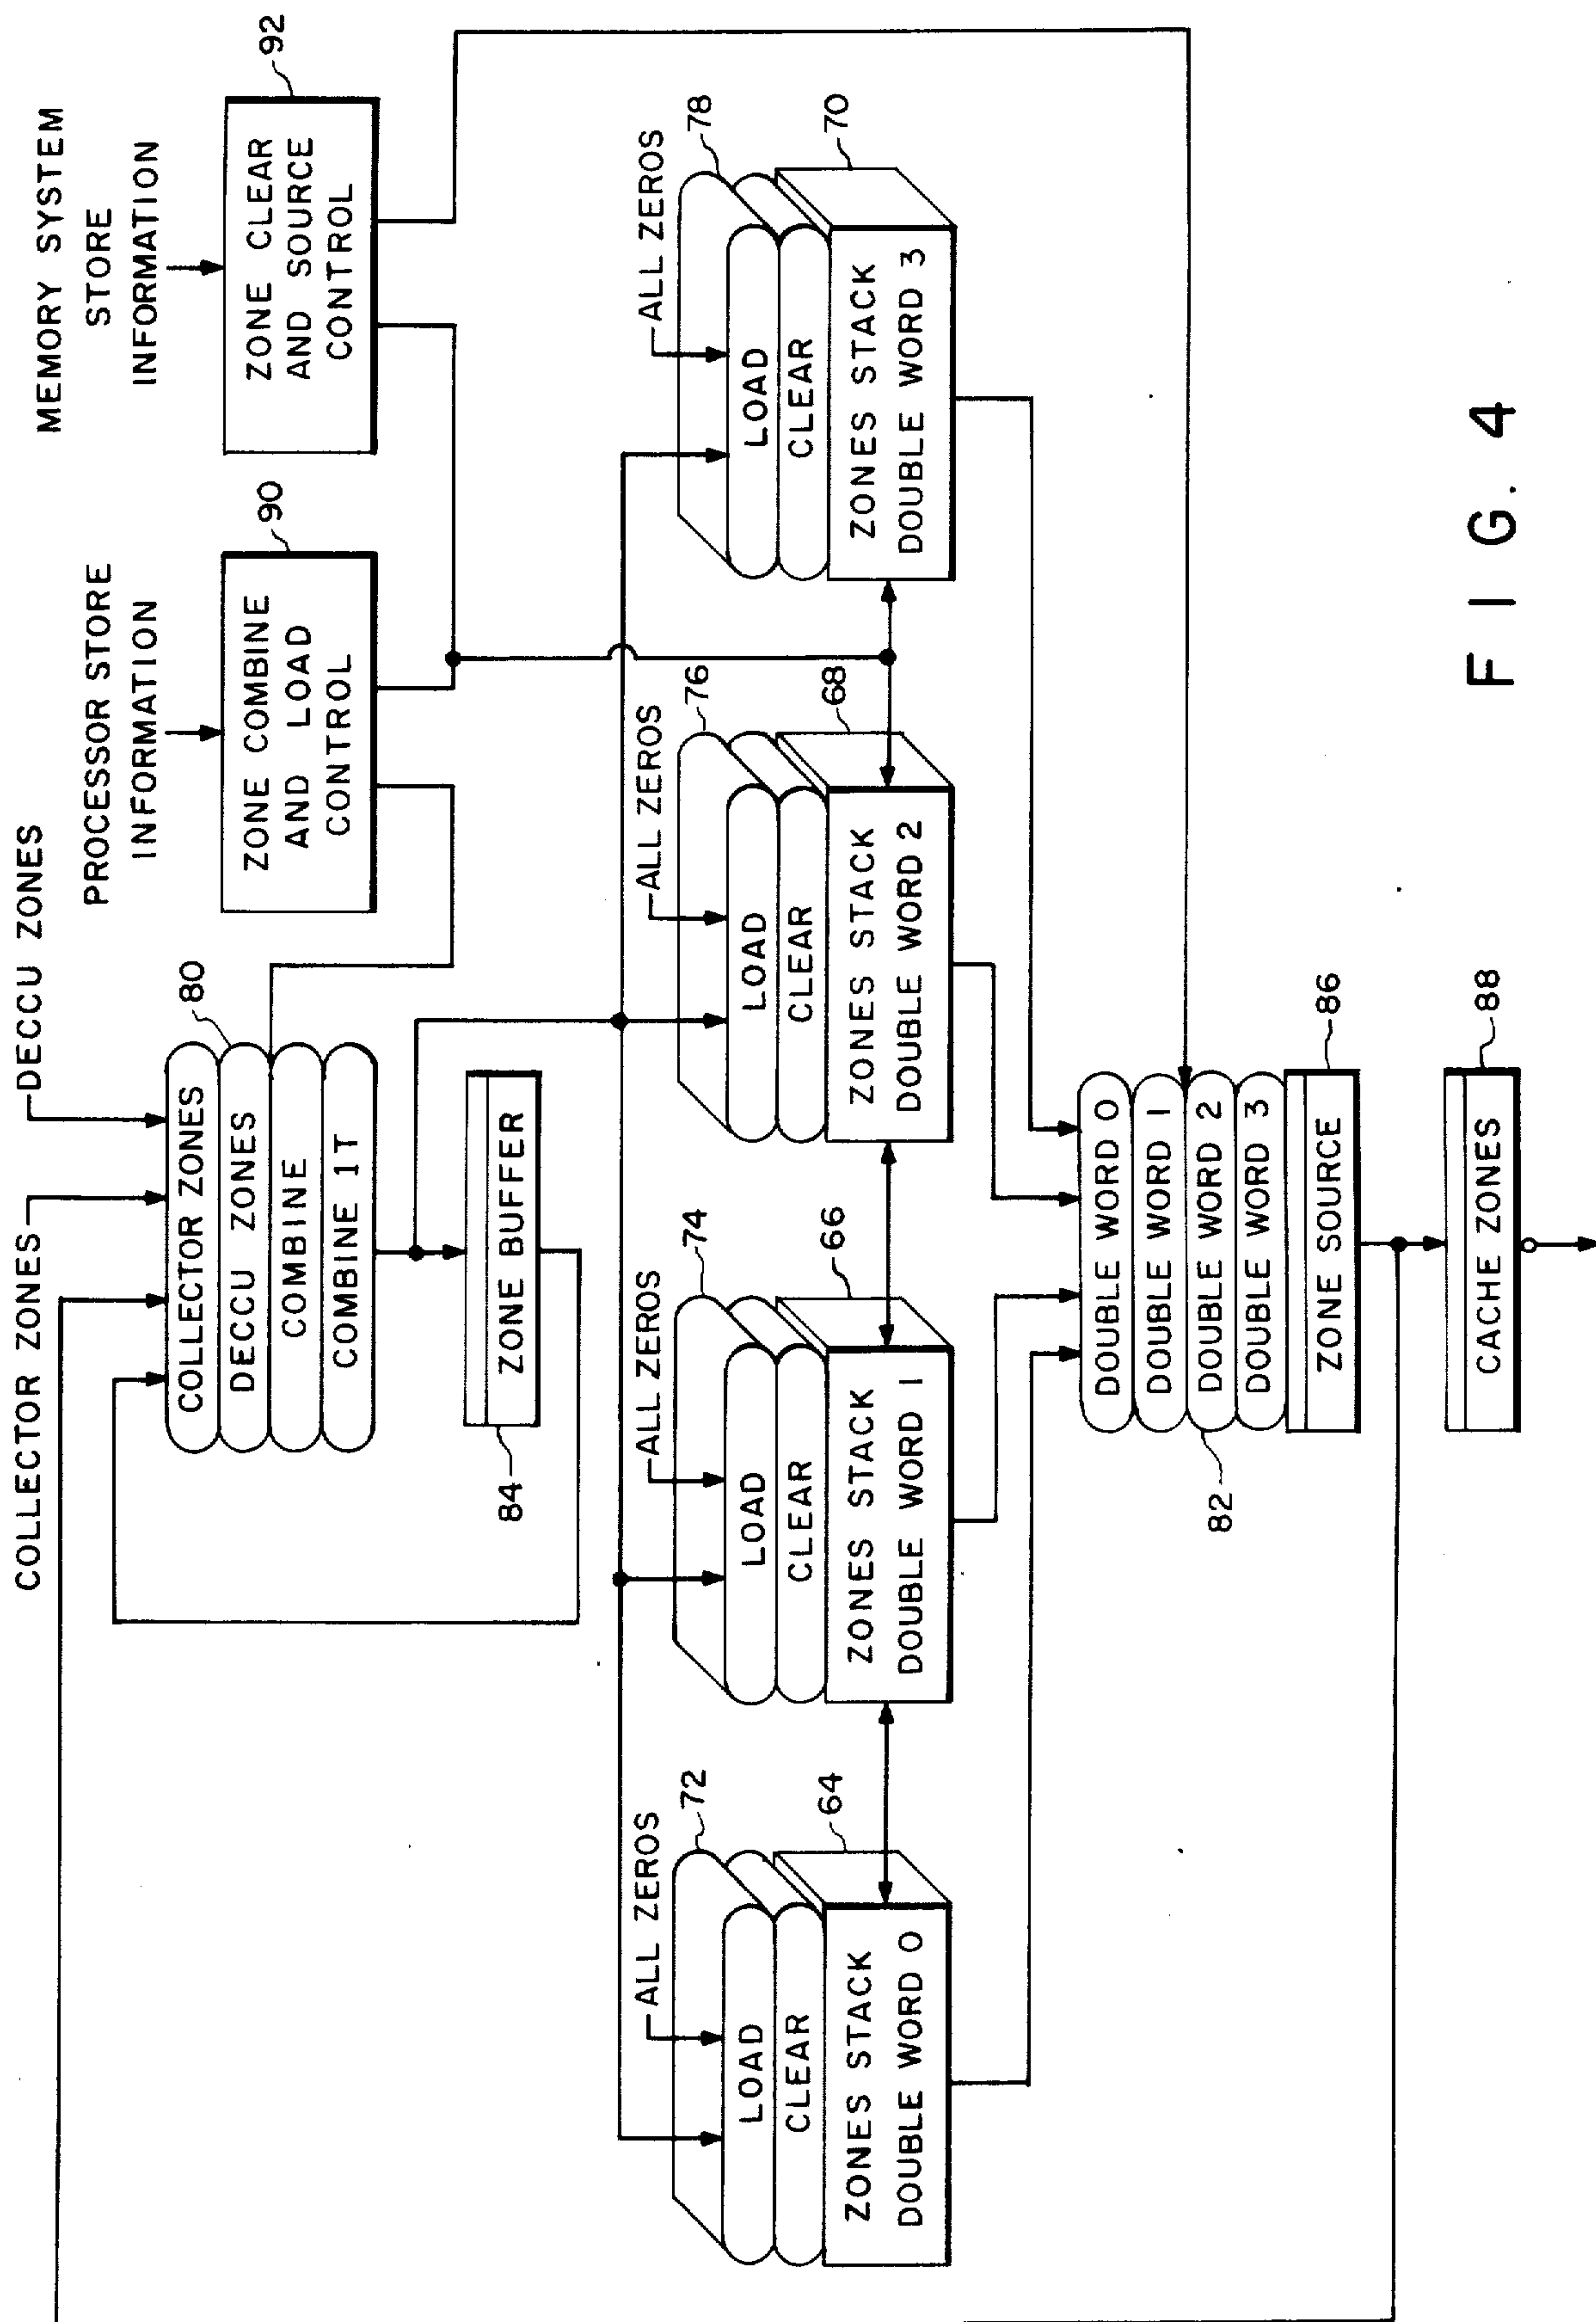 COLLECTOR ZONES
DECCU ZONES
PROCESSOR STORE
INFORMATION
MEMORY SYSTEM
STORE
INFORMATION
COLLECTOR ZONES
DECCU ZONES
COMBINE
COMBINE 1T
80
ZONE COMBINE
AND LOAD
CONTROL
90
ZONE CLEAR
AND SOURCE
CONTROL
92
84
ZONE BUFFER
ALL ZEROS
72
LOAD
CLEAR
ZONES STACK
DOUBLE WORD 0
64
ALL ZEROS
74
LOAD
CLEAR
ZONES STACK
DOUBLE WORD 1
66
ALL ZEROS
76
LOAD
CLEAR
ZONES STACK
DOUBLE WORD 2
68
ALL ZEROS
78
LOAD
CLEAR
ZONES STACK
DOUBLE WORD 3
70
DOUBLE WORD 0
DOUBLE WORD 1
DOUBLE WORD 2
DOUBLE WORD 3
82
ZONE SOURCE
86
CACHE ZONES
88
FIG. 4